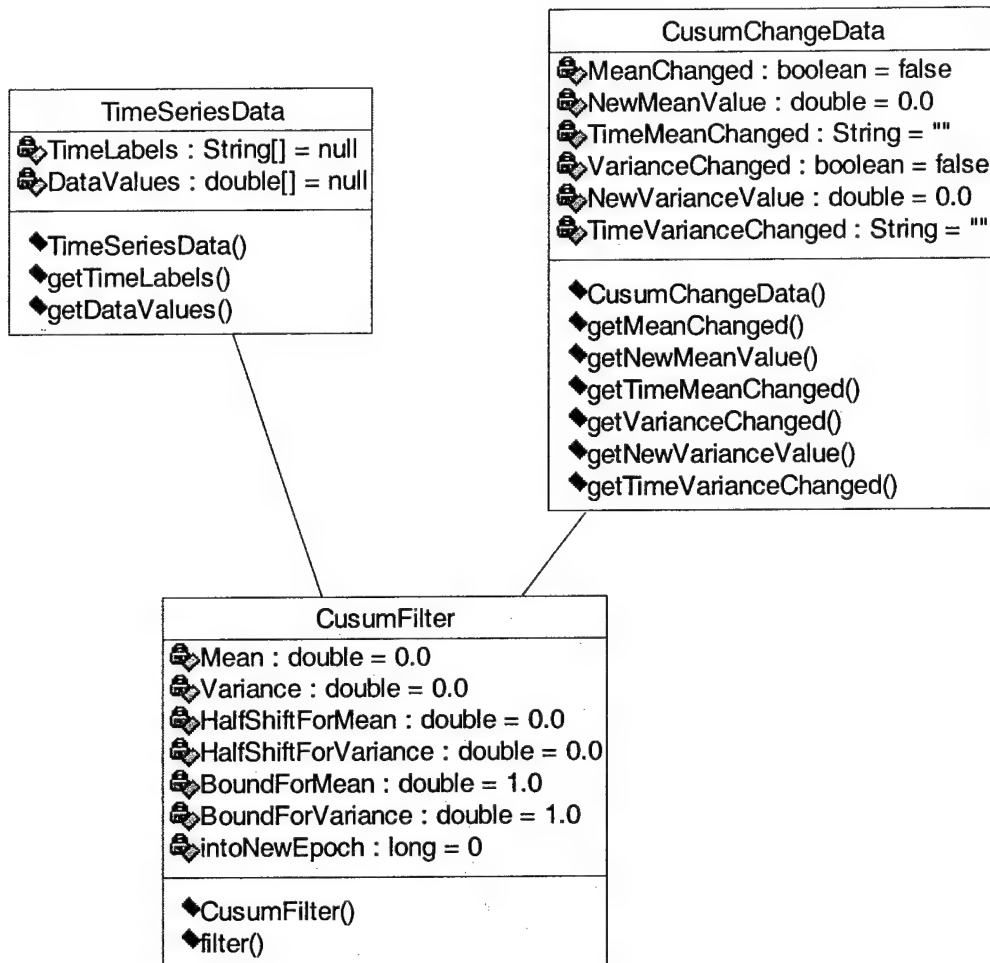 TimeSeriesData
TimeLabels : String[] = null
DataValues : double[] = null
TimeSeriesData()
getTimeLabels()
getDataValues()
CusumChangeData
MeanChanged : boolean = false
NewMeanValue : double = 0.0
TimeMeanChanged : String = ""
VarianceChanged : boolean = false
NewVarianceValue : double = 0.0
TimeVarianceChanged : String = ""
CusumChangeData()
getMeanChanged()
getNewMeanValue()
getTimeMeanChanged()
getVarianceChanged()
getNewVarianceValue()
getTimeVarianceChanged()
CusumFilter
Mean : double = 0.0
Variance : double = 0.0
HalfShiftForMean : double = 0.0
HalfShiftForVariance : double = 0.0
BoundForMean : double = 1.0
BoundForVariance : double = 1.0
intoNewEpoch : long = 0
CusumFilter()
filter()